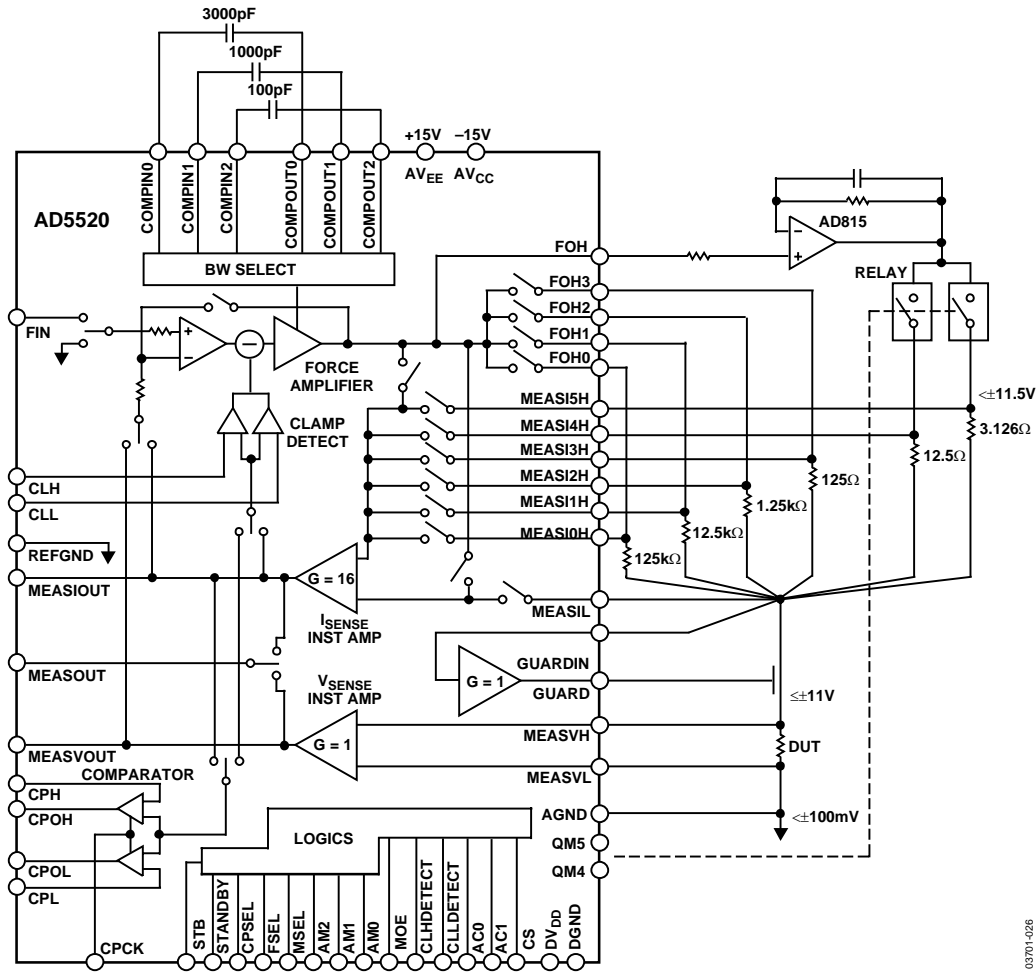 3000pF
1000pF
100pF
+15V –15V
AVEE AVCC
COMPIN0
COMPIN1
COMPIN2
COMPOUT0
COMPOUT1
COMPOUT2
AD5520
BW SELECT
FOH
AD815
RELAY
FOH3
FOH2
FOH1
FOH0
FIN
FORCE
AMPLIFIER
CLAMP
DETECT
MEASI5H
MEASI4H
MEASI3H
MEASI2H
MEASI1H
MEASI0H
<±11.5V
3.126Ω
12.5Ω
125Ω
1.25kΩ
12.5kΩ
125kΩ
CLH
CLL
REFGND
MEASIOUT
G = 16
ISENSE
INST AMP
MEASIL
GUARDIN
GUARD
G = 1
≤±11V
MEASOUT
VSENSE
INST AMP
G = 1
MEASVH
DUT
MEASVL
MEASVOUT
COMPARATOR
CPH
CPOH
CPOL
CPL
AGND
<±100mV
QM5
QM4
LOGICS
CPCK
STB
STANDBY
CPSEL
FSEL
MSEL
AM2
AM1
AM0
MOE
CLHDETECT
CLLDETECT
AC0
AC1
CS
DVDD
DGND
03701-026